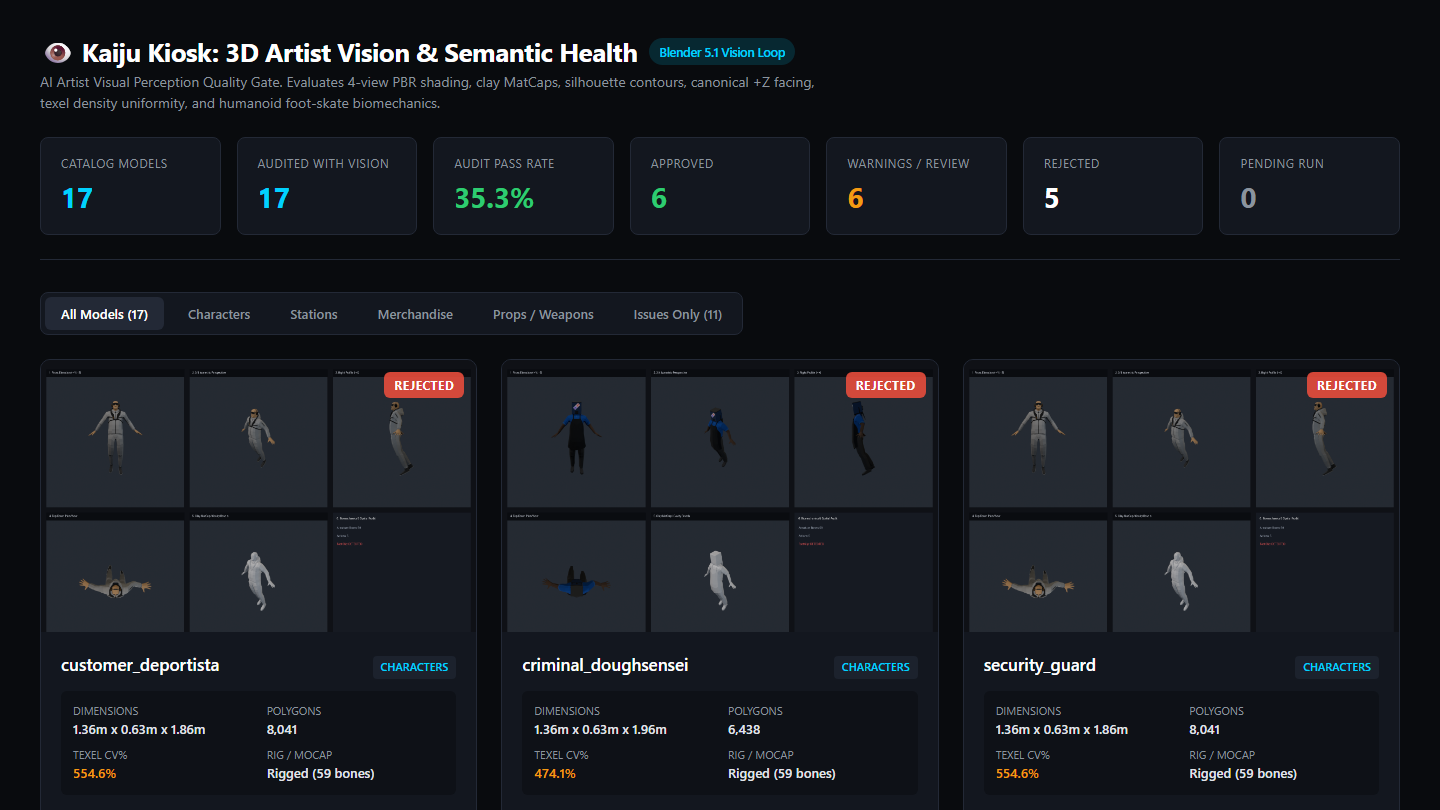 Kaiju Kiosk: 3D Artist Vision & Semantic Health
Blender 5.1 Vision Loop
AI Artist Visual Perception Quality Gate. Evaluates 4-view PBR shading, clay MatCaps, silhouette contours, canonical +Z facing,
texel density uniformity, and humanoid foot-skate biomechanics.
CATALOG MODELS
17
AUDITED WITH VISION
17
AUDIT PASS RATE
35.3%
APPROVED
6
WARNINGS / REVIEW
6
REJECTED
5
PENDING RUN
0
All Models (17)
Characters
Stations
Merchandise
Props / Weapons
Issues Only (11)
REJECTED
REJECTED
REJECTED
customer_deportista
CHARACTERS
DIMENSIONS
POLYGONS
1.36m x 0.63m x 1.86m
8,041
TEXEL CV%
RIG / MOCAP
554.6%
Rigged (59 bones)
criminal_doughsensei
CHARACTERS
DIMENSIONS
POLYGONS
1.36m x 0.63m x 1.96m
6,438
TEXEL CV%
RIG / MOCAP
474.1%
Rigged (59 bones)
security_guard
CHARACTERS
DIMENSIONS
POLYGONS
1.36m x 0.63m x 1.86m
8,041
TEXEL CV%
RIG / MOCAP
554.6%
Rigged (59 bones)